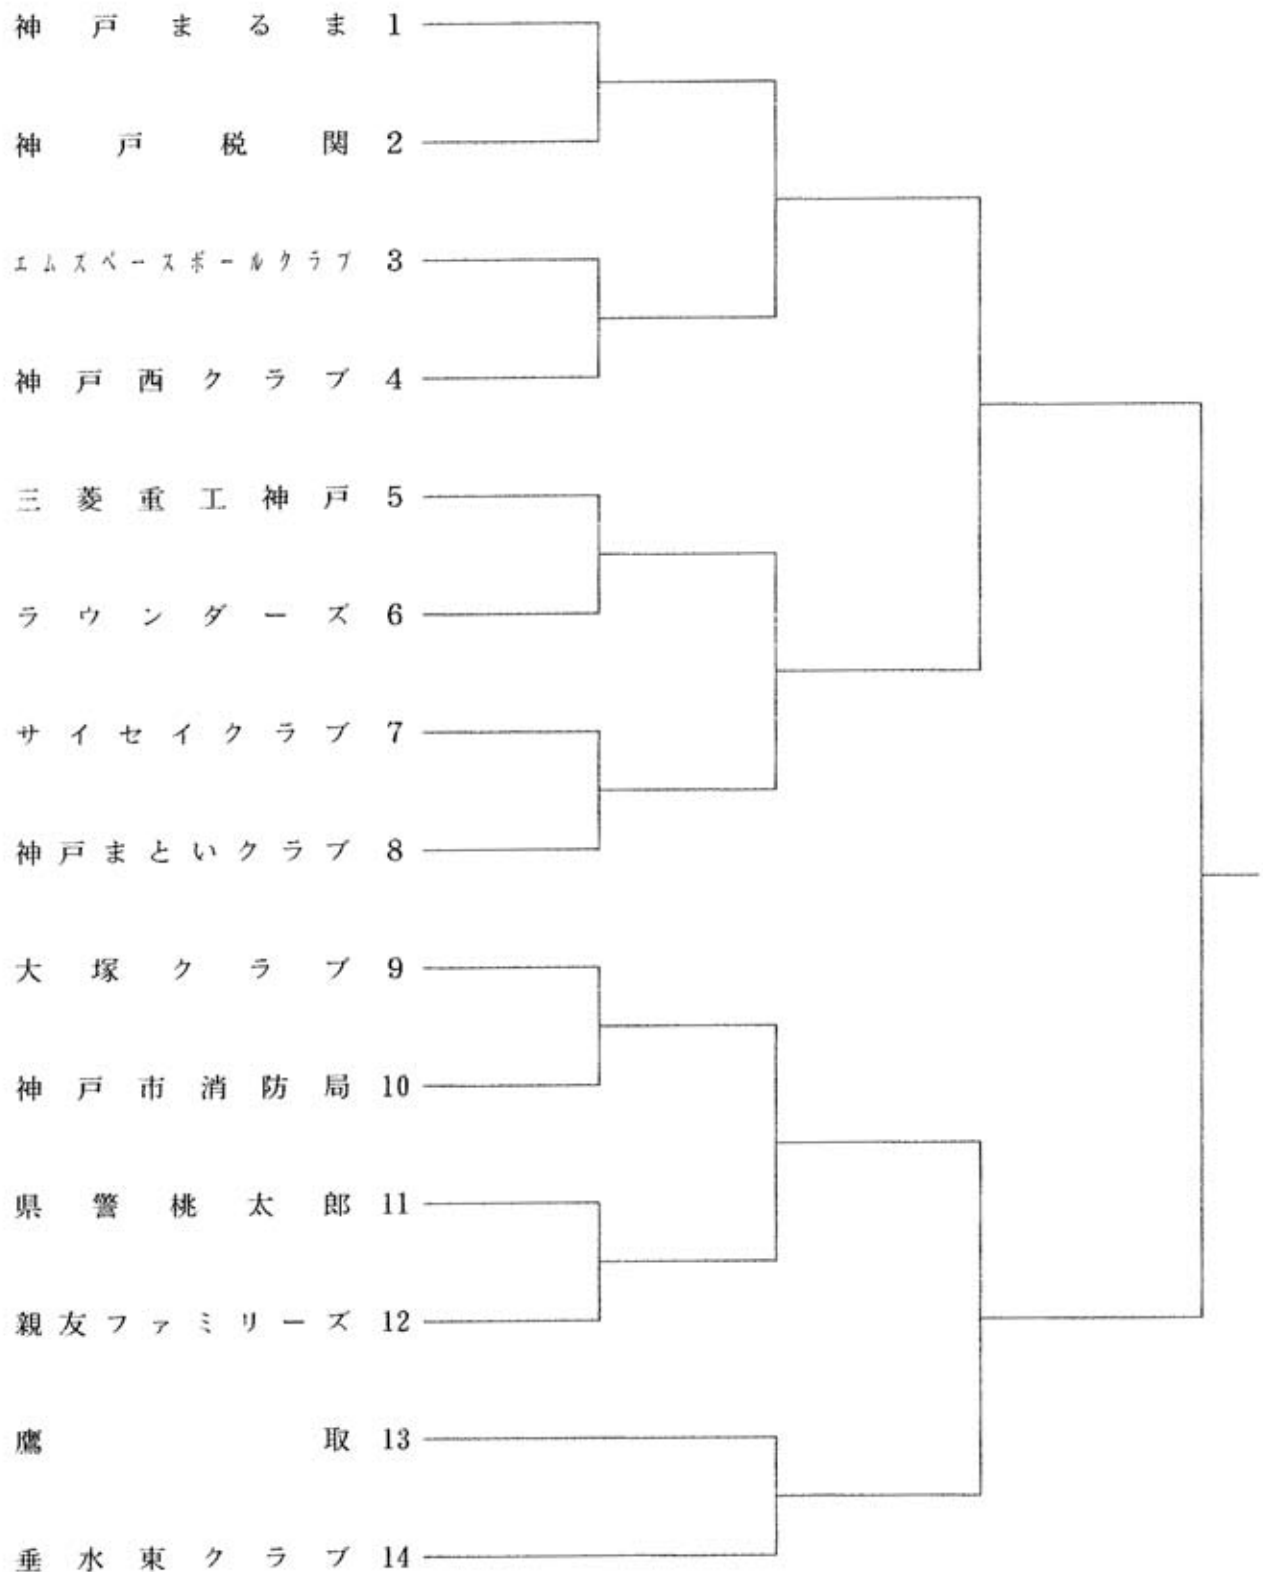 神戸まるま 1
神戸税関 2
エムズベースボールクラブ 3
神戸西クラブ 4
三菱重工神戸 5
ラウンダーズ 6
サイセイクラブ 7
神戸まといクラブ 8
大塚クラブ 9
神戸市消防局 10
県警桃太郎 11
親友ファミリーズ 12
鷹取 13
垂水東クラブ 14